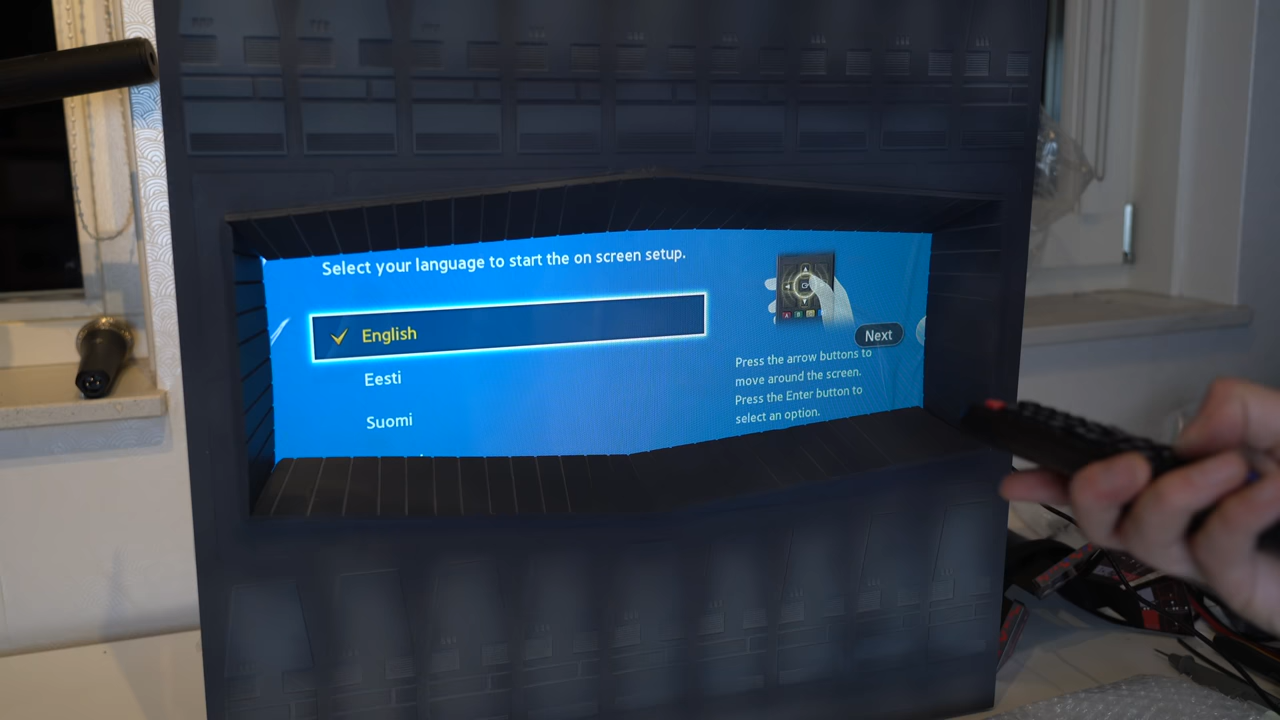 Select your language to start the on screen setup.
English
Eesti
Suomi
Next
Press the arrow buttons to
move around the screen.
Press the Enter button to
select an option.